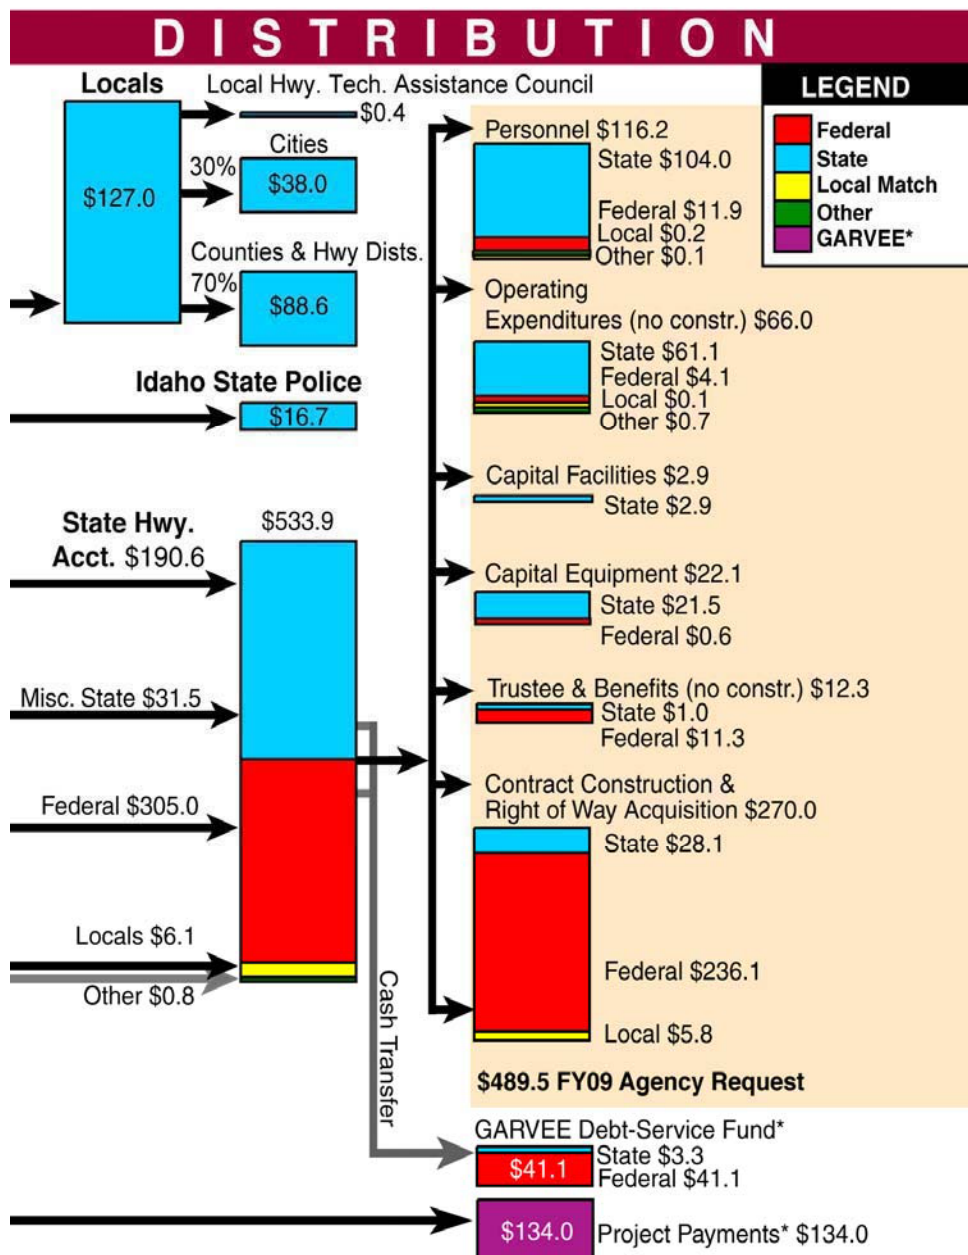 DISTRIBUTION
Locals
$127.0
Local Hwy. Tech. Assistance Council
$0.4
Cities
30%
$38.0
Counties & Hwy Dists.
70%
$88.6
Idaho State Police
$16.7
State Hwy.
Acct. $190.6
$533.9
Misc. State $31.5
Federal $305.0
Locals $6.1
Other $0.8
Cash Transfer
Personnel $116.2
State $104.0
Federal $11.9
Local $0.2
Other $0.1
Operating
Expenditures (no constr.) $66.0
State $61.1
Federal $4.1
Local $0.1
Other $0.7
Capital Facilities $2.9
State $2.9
Capital Equipment $22.1
State $21.5
Federal $0.6
Trustee & Benefits (no constr.) $12.3
State $1.0
Federal $11.3
Contract Construction &
Right of Way Acquisition $270.0
State $28.1
Federal $236.1
Local $5.8
$489.5 FY09 Agency Request
GARVEE Debt-Service Fund*
State $3.3
$41.1
Federal $41.1
$134.0
Project Payments* $134.0
LEGEND
Federal
State
Local Match
Other
GARVEE*